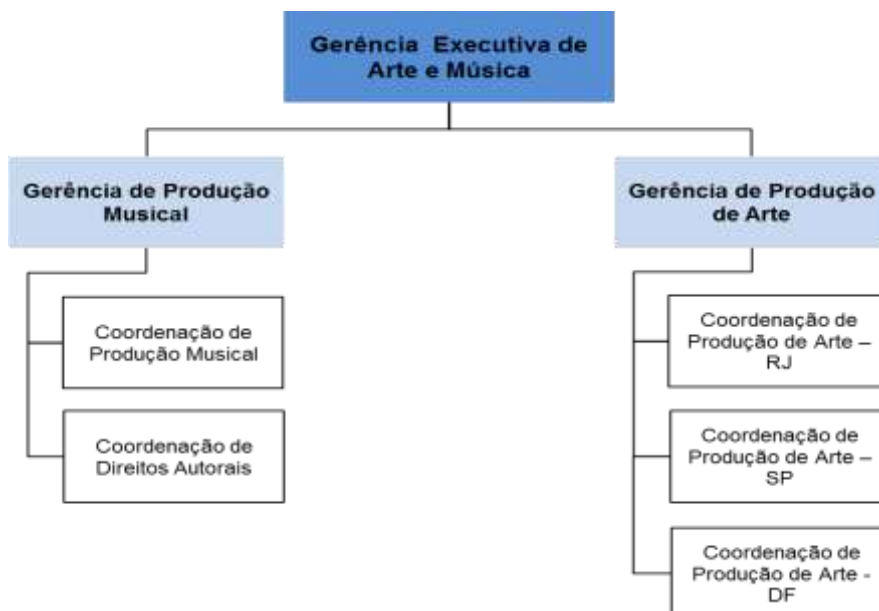 Gerência Executiva de
Arte e Música
Gerência de Produção
Musical
Gerência de Produção
de Arte
Coordenação de
Produção Musical
Coordenação de
Direitos Autorais
Coordenação de
Produção de Arte –
RJ
Coordenação de
Produção de Arte –
SP
Coordenação de
Produção de Arte -
DF